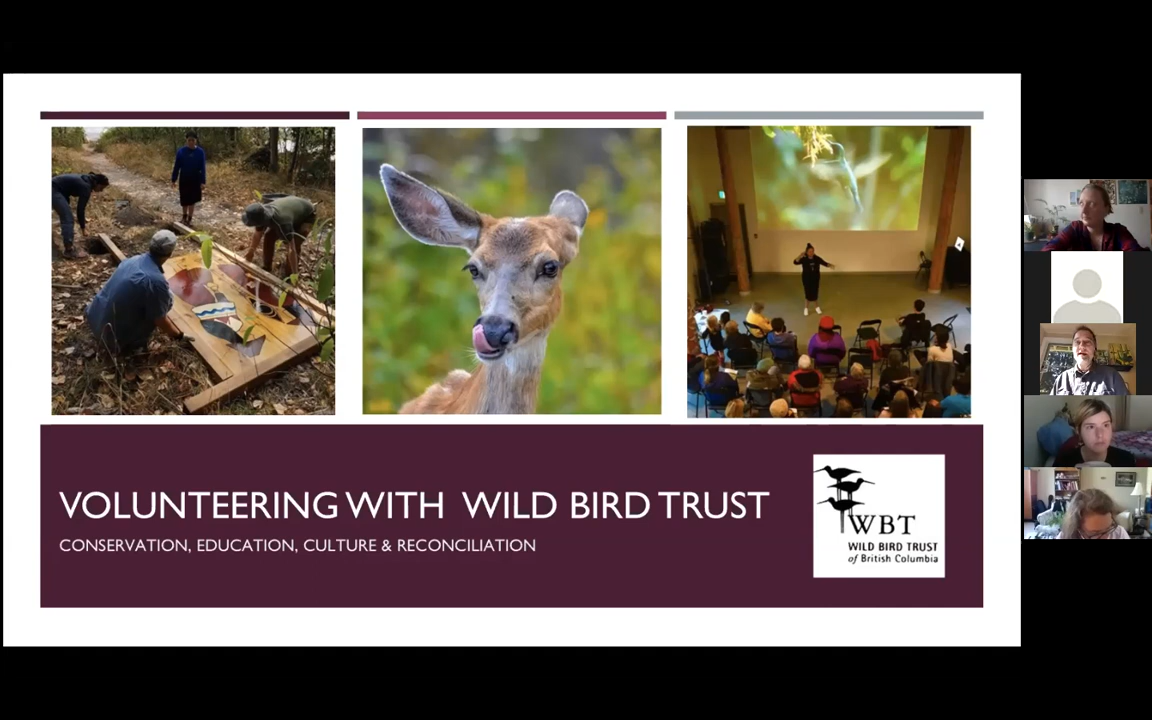 VOLUNTEERING WITH WILD BIRD TRUST
CONSERVATION, EDUCATION, CULTURE & RECONCILIATION
WBT
WILD BIRD TRUST
of British Columbia